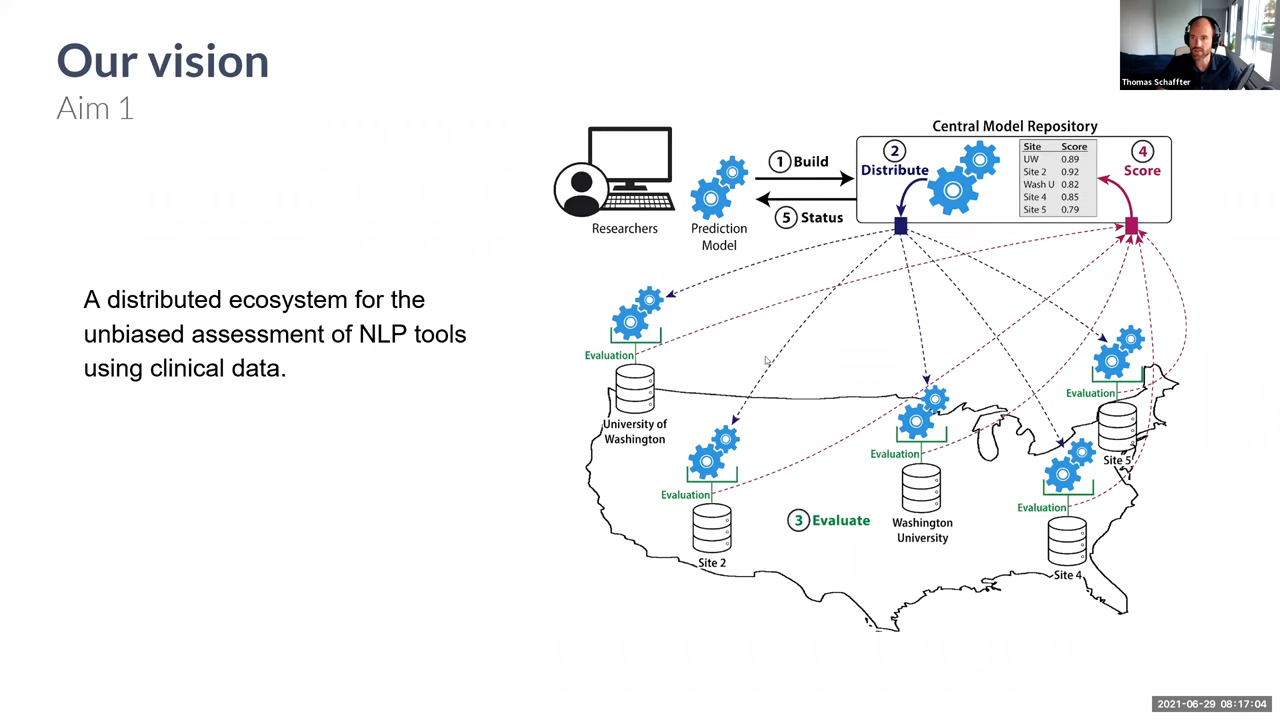 Our vision
Aim 1
Thomas Schaffter
A distributed ecosystem for the
unbiased assessment of NLP tools
using clinical data.
Central Model Repository
1 Build
5 Status
2
Distribute
Site Score
UW 0.89
Site 2 0.92
Wash U 0.82
Site 4 0.85
Site 5 0.79
4
Score
Researchers
Prediction
Model
Evaluation
University of
Washington
Evaluation
Site 2
Evaluation
Washington
University
3 Evaluate
Evaluation
Site 4
Evaluation
Site 5
2021-06-29 08:17:04